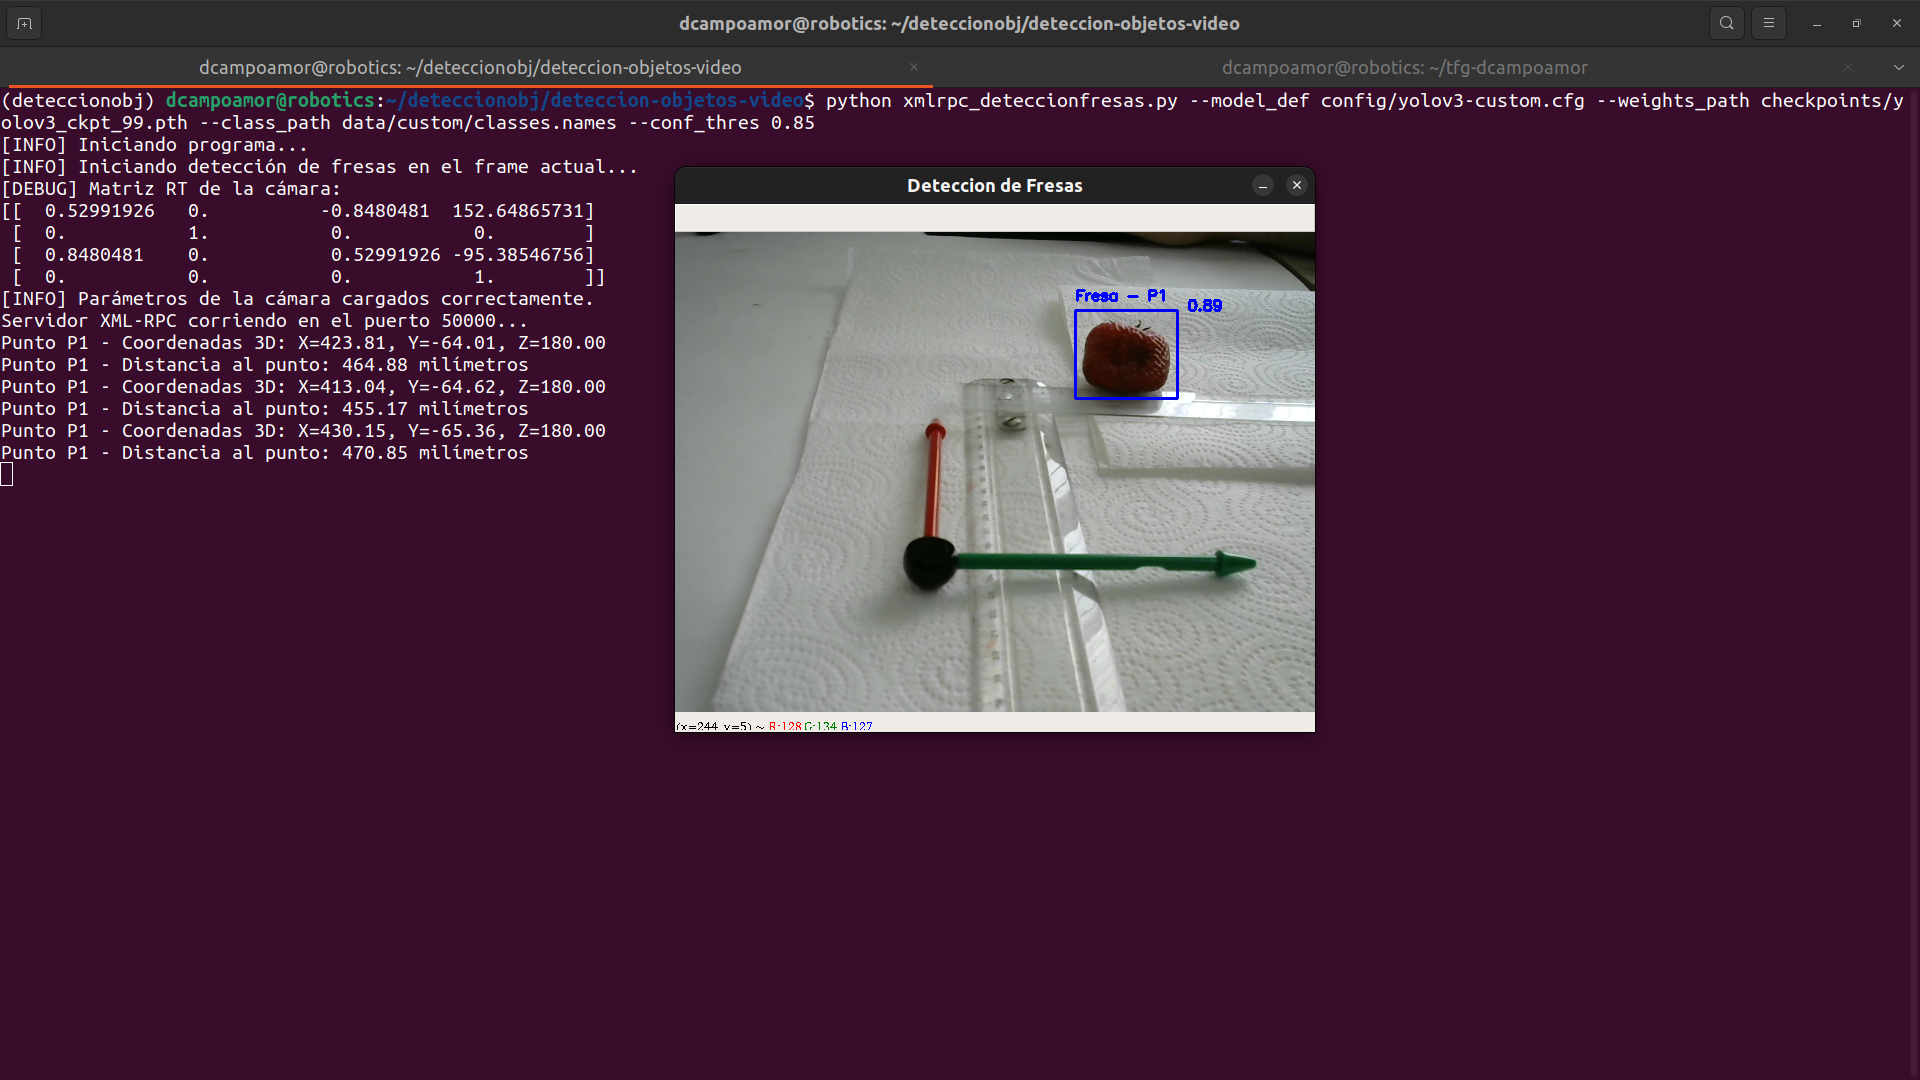 dcampoamor@robotics: ~/deteccionobj/deteccion-objetos-video
dcampoamor@robotics: ~/deteccionobj/deteccion-objetos-video
dcampoamor@robotics: ~/tfg-dcampoamor
(deteccionobj) dcampoamor@robotics:~/deteccionobj/deteccion-objetos-video$ python xmlrpc_deteccionfresas.py --model_def config/yolov3-custom.cfg --weights_path checkpoints/y
olov3_ckpt_99.pth --class_path data/custom/classes.names --conf_thres 0.85
[INFO] Iniciando programa...
[INFO] Iniciando detección de fresas en el frame actual...
[DEBUG] Matriz RT de la cámara:
[[  0.52991926   0.          -0.8480481  152.64865731]
 [  0.           1.           0.           0.        ]
 [  0.8480481    0.           0.52991926 -95.38546756]
 [  0.           0.           0.           1.        ]]
[INFO] Parámetros de la cámara cargados correctamente.
Servidor XML-RPC corriendo en el puerto 50000...
Punto P1 - Coordenadas 3D: X=423.81, Y=-64.01, Z=180.00
Punto P1 - Distancia al punto: 464.88 milímetros
Punto P1 - Coordenadas 3D: X=413.04, Y=-64.62, Z=180.00
Punto P1 - Distancia al punto: 455.17 milímetros
Punto P1 - Coordenadas 3D: X=430.15, Y=-65.36, Z=180.00
Punto P1 - Distancia al punto: 470.85 milímetros
Deteccion de Fresas
Fresa - P1
0.89
(x=244, y=5) ~ R:128 G:134 B:127